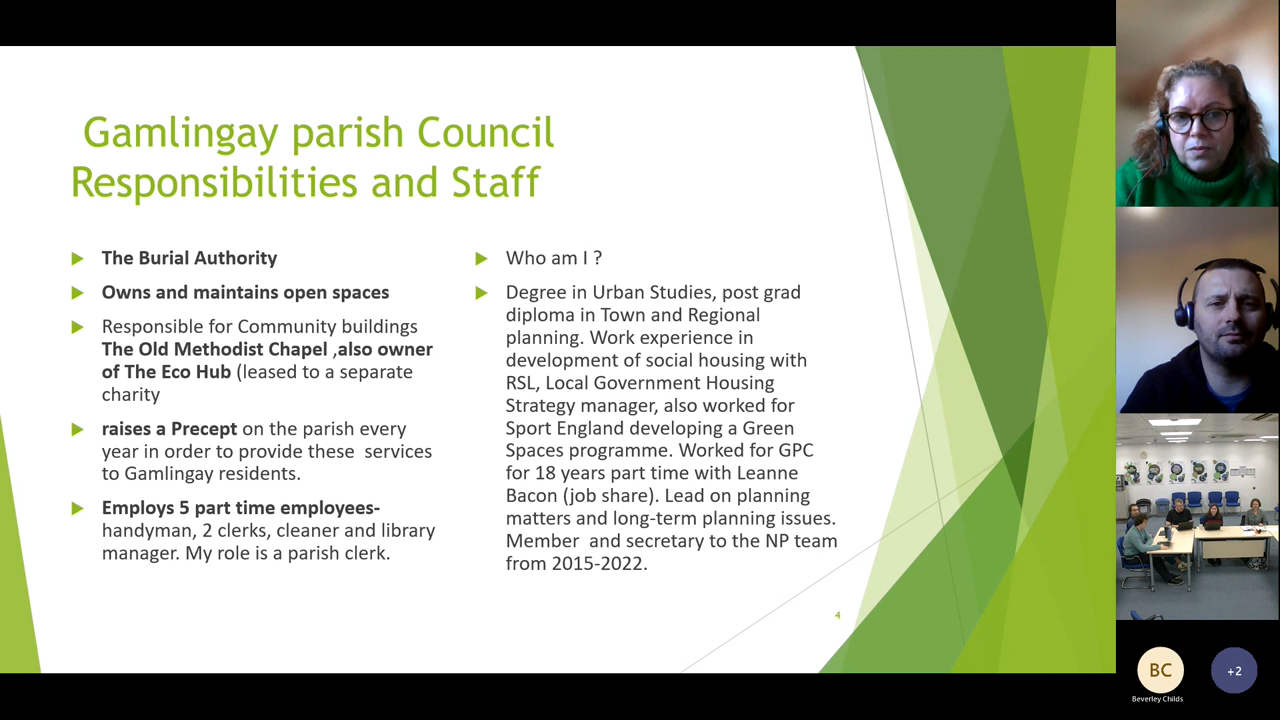 Gamlingay parish Council
Responsibilities and Staff
The Burial Authority
Owns and maintains open spaces
Responsible for Community buildings
The Old Methodist Chapel ,also owner
of The Eco Hub (leased to a separate
charity
raises a Precept on the parish every
year in order to provide these  services
to Gamlingay residents.
Employs 5 part time employees-
handyman, 2 clerks, cleaner and library
manager. My role is a parish clerk.
Who am I ?
Degree in Urban Studies, post grad
diploma in Town and Regional
planning. Work experience in
development of social housing with
RSL, Local Government Housing
Strategy manager, also worked for
Sport England developing a Green
Spaces programme. Worked for GPC
for 18 years part time with Leanne
Bacon (job share). Lead on planning
matters and long-term planning issues.
Member  and secretary to the NP team
from 2015-2022.
4
BC
+2
Beverley Childs